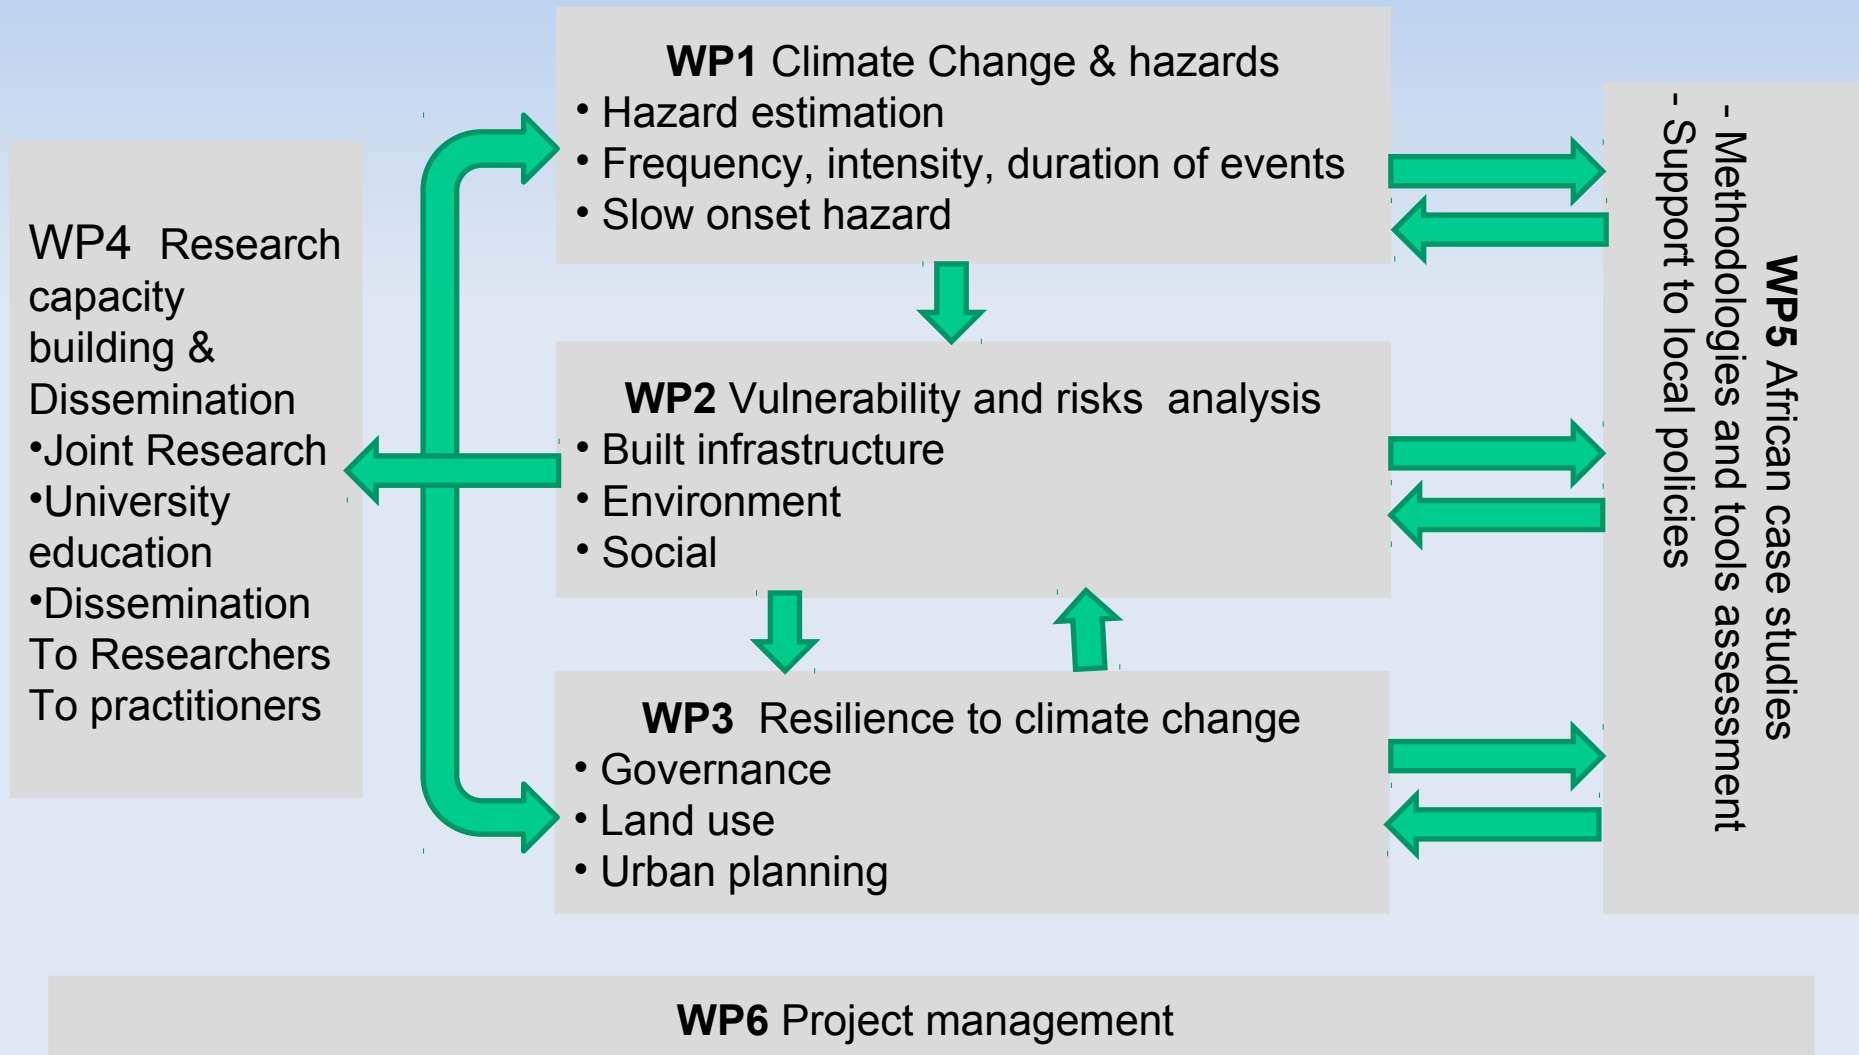 WP1 Climate Change & hazards
• Hazard estimation
• Frequency, intensity, duration of events
• Slow onset hazard
WP4 Research
capacity
building &
Dissemination
•Joint Research
•University
education
•Dissemination
To Researchers
To practitioners
WP2 Vulnerability and risks analysis
• Built infrastructure
• Environment
• Social
WP3 Resilience to climate change
• Governance
• Land use
• Urban planning
WP5 African case studies
- Methodologies and tools assessment
- Support to local policies
WP6 Project management